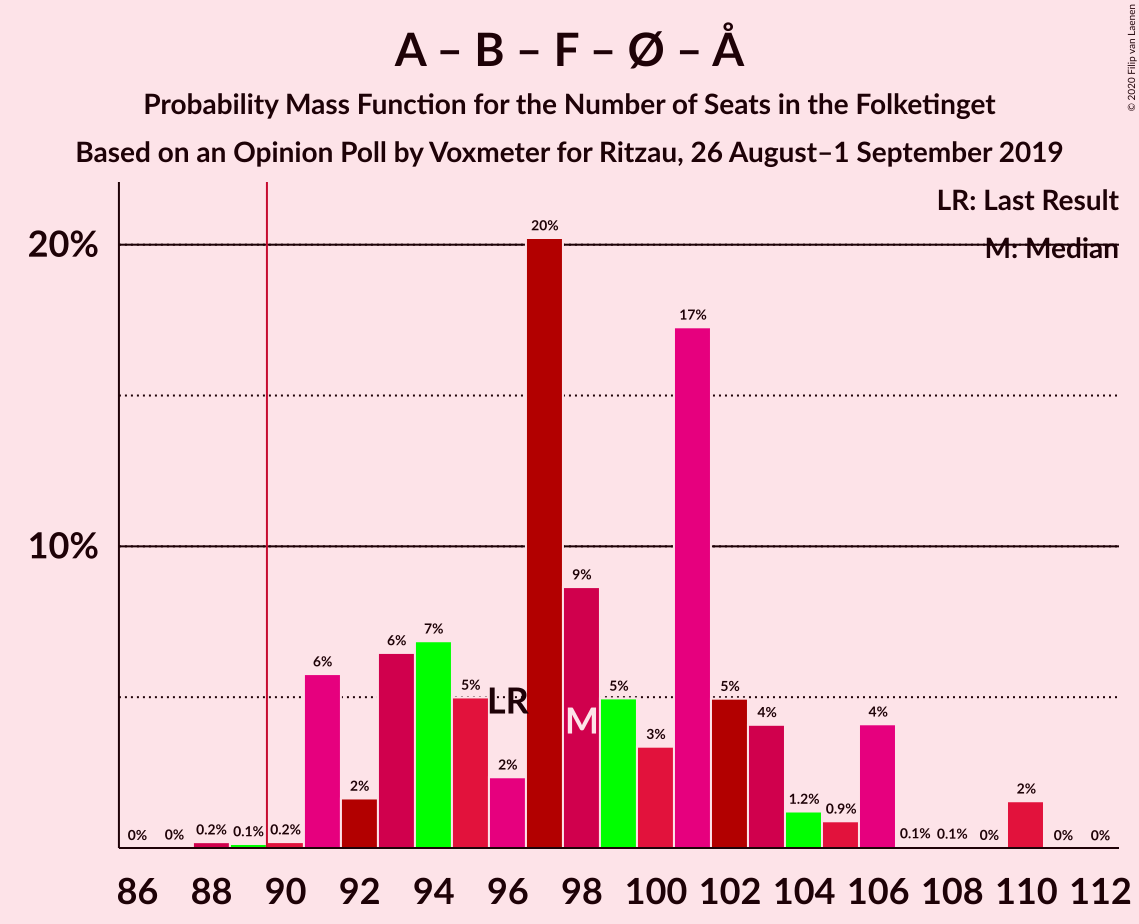 A – B – F – Ø – Å
Probability Mass Function for the Number of Seats in the Folketinget
Based on an Opinion Poll by Voxmeter for Ritzau, 26 August–1 September 2019
© 2020 Filip van Laenen
LR: Last Result
M: Median
20%
10%
0% 0% 0.2% 0.1% 0.2% 6% 2% 6% 7% 5% 2% 20% 9% 5% 3% 17% 5% 4% 1.2% 0.9% 4% 0.1% 0.1% 0% 2% 0% 0%
LR
M
86 88 90 92 94 96 98 100 102 104 106 108 110 112